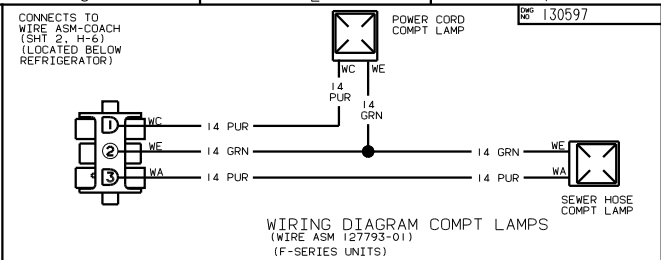 CONNECTS TO
WIRE ASM-COACH
(SHT 2, H-6)
(LOCATED BELOW
REFRIGERATOR)
POWER CORD
COMPT LAMP
DWG
NO 130597
WC WE
14
PUR
14
GRN
1 WC 14 PUR
2 WE 14 GRN 14 GRN WE
3 WA 14 PUR 14 PUR WA
SEWER HOSE
COMPT LAMP
WIRING DIAGRAM COMPT LAMPS
(WIRE ASM 127793-01)
(F-SERIES UNITS)